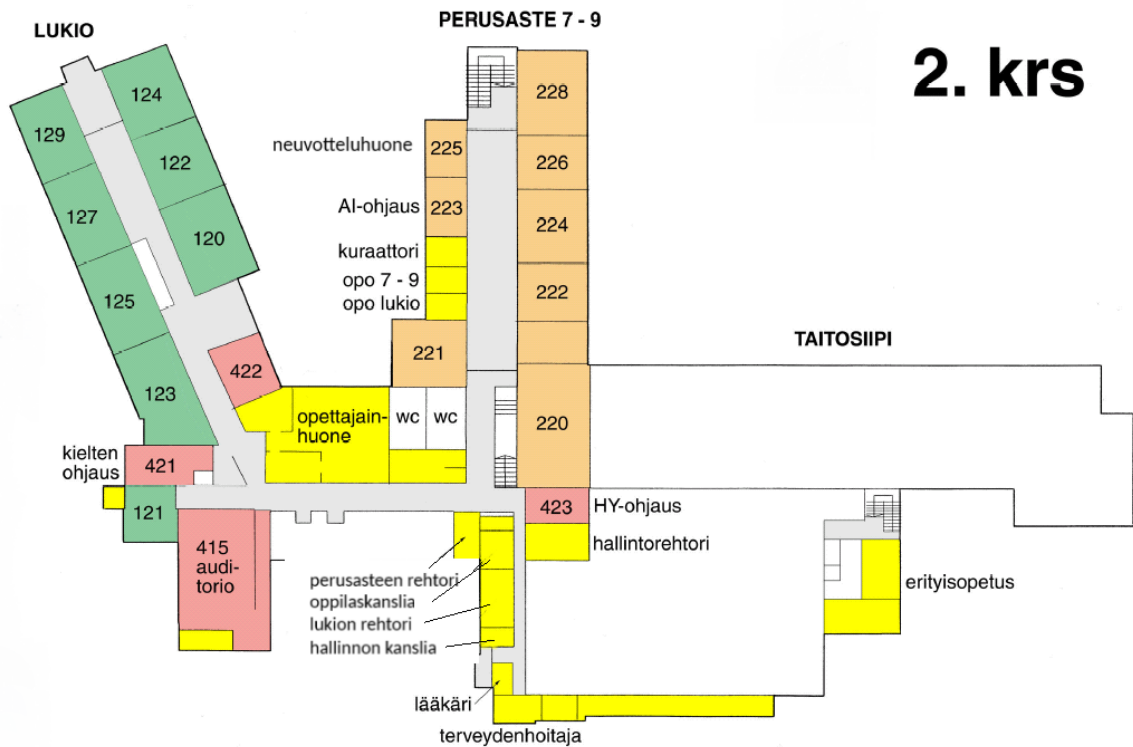 LUKIO
PERUSASTE 7 - 9
2. krs
124
129
122
127
120
125
123
422
neuvotteluhuone
225
AI-ohjaus
223
kuraattori
opo 7 - 9
opo lukio
221
228
226
224
222
220
TAITOSIIPI
opettajain-
huone
wc
wc
kielten
ohjaus
421
121
415
audi-
torio
423
HY-ohjaus
hallintorehtori
perusasteen rehtori
oppilaskanslia
lukion rehtori
hallinnon kanslia
erityisopetus
lääkäri
terveydenhoitaja